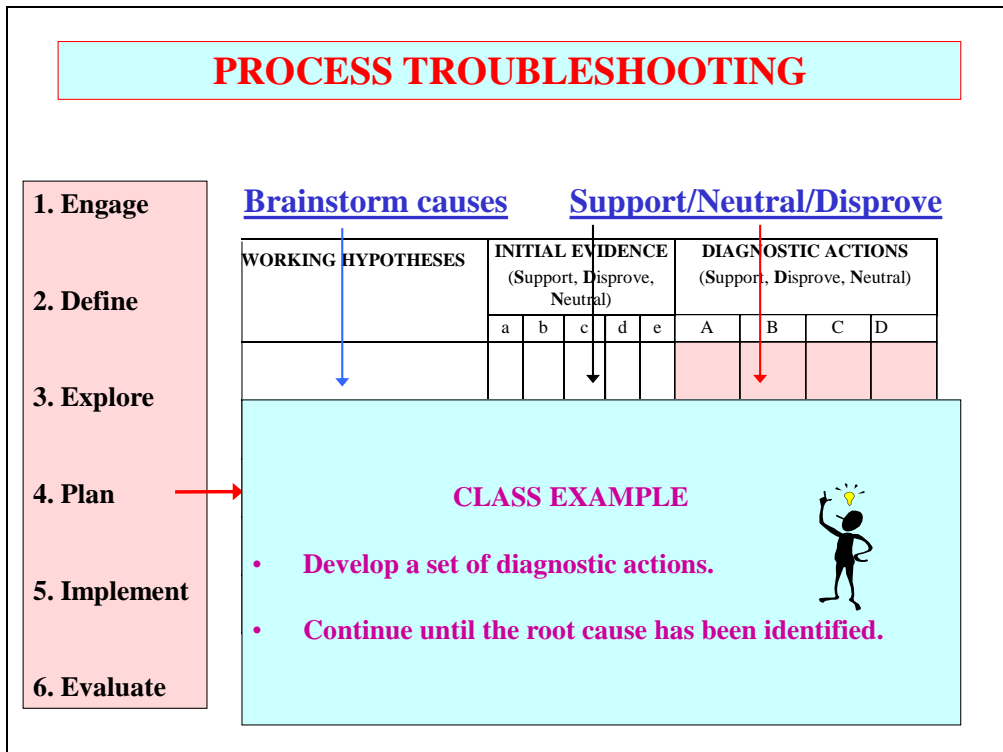 PROCESS TROUBLESHOOTING
1. Engage
2. Define
3. Explore
4. Plan
5. Implement
6. Evaluate
Brainstorm causes
Support/Neutral/Disprove
WORKING HYPOTHESES
INITIAL EVIDENCE
(Support, Disprove,
Neutral)
DIAGNOSTIC ACTIONS
(Support, Disprove, Neutral)
a b c d e A B C D
CLASS EXAMPLE
• Develop a set of diagnostic actions.
• Continue until the root cause has been identified.